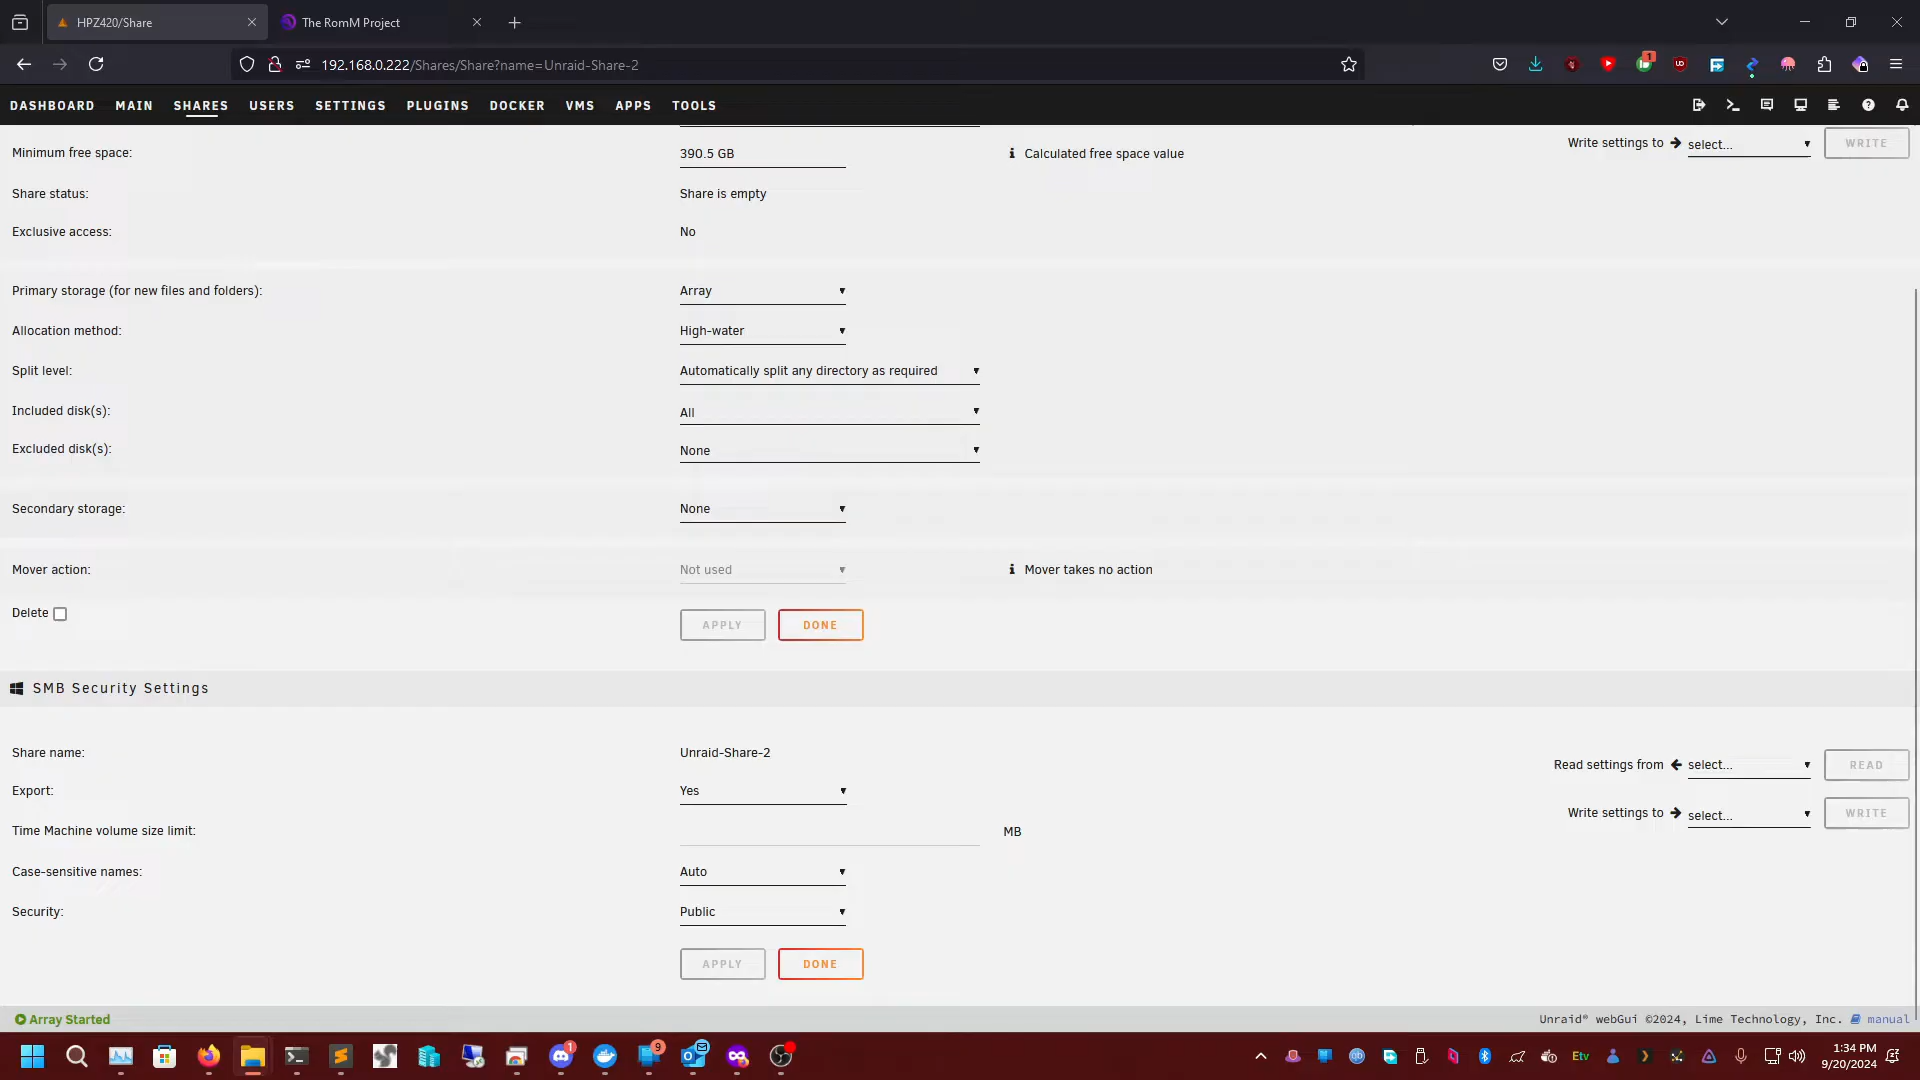 HPZ420/Share
The RomM Project
192.168.0.222/Shares/Share?name=Unraid-Share-2
1
DASHBOARD MAIN SHARES USERS SETTINGS PLUGINS DOCKER VMS APPS TOOLS
Minimum free space: 390.5 GB Calculated free space value
Write settings to select... WRITE
Share status: Share is empty
Exclusive access: No
Primary storage (for new files and folders): Array
Allocation method: High-water
Split level: Automatically split any directory as required
Included disk(s): All
Excluded disk(s): None
Secondary storage: None
Mover action: Not used Mover takes no action
Delete APPLY DONE
SMB Security Settings
Share name: Unraid-Share-2
Read settings from select... READ
Export: Yes
Write settings to select... WRITE
Time Machine volume size limit: MB
Case-sensitive names: Auto
Security: Public
APPLY DONE
Array Started
Unraid® webGui ©2024, Lime Technology, Inc. manual
1 9 Etv
1:34 PM
9/20/2024